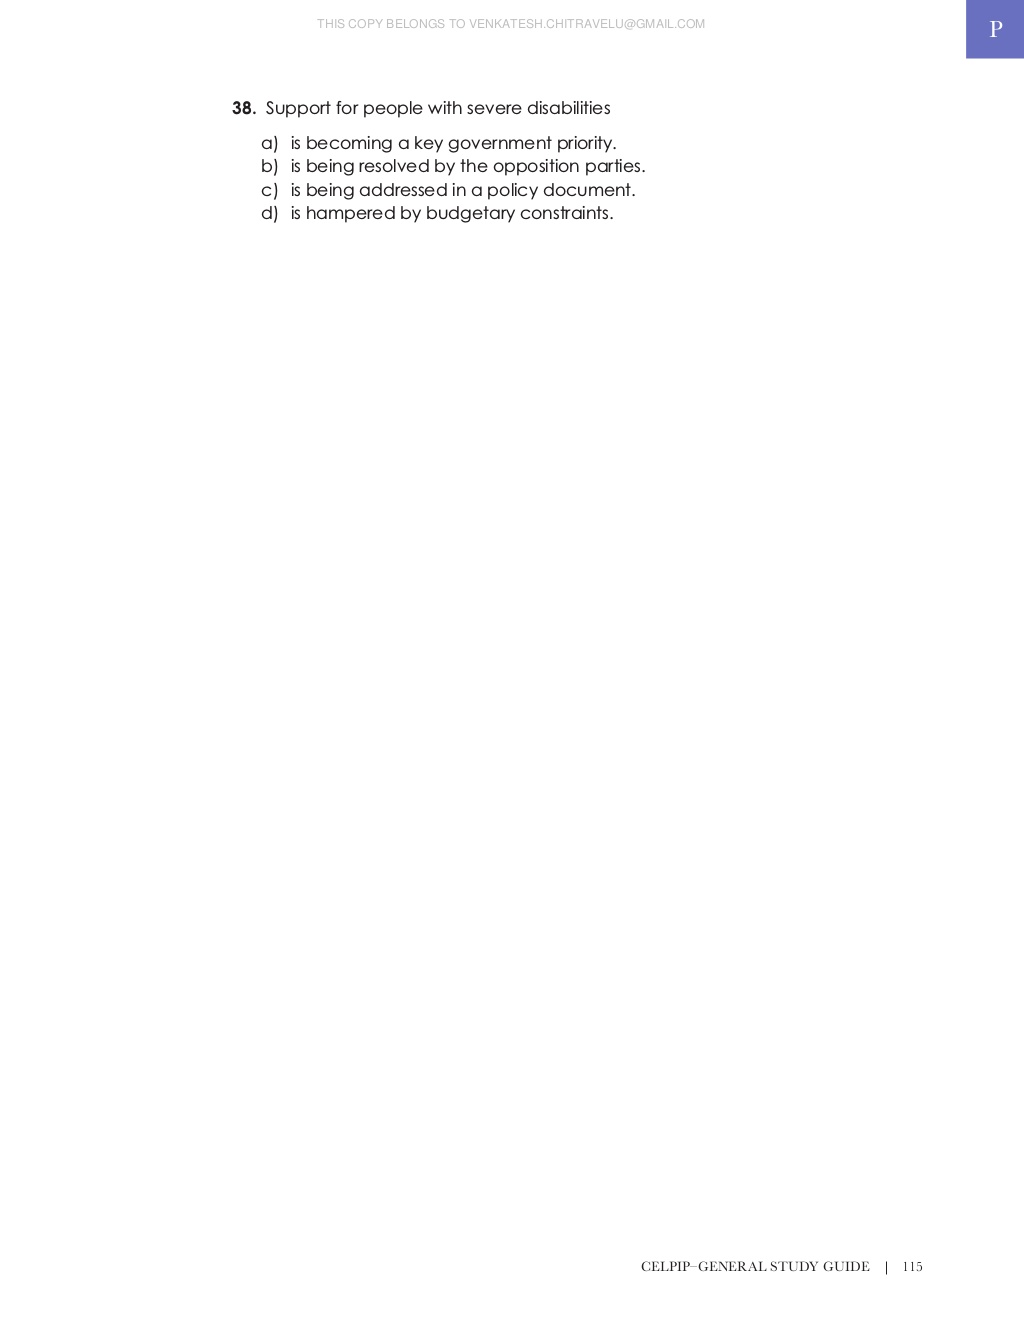 THIS COPY BELONGS TO VENKATESH.CHITRAVELU@GMAIL.COM
P
38. Support for people with severe disabilities
a) is becoming a key government priority.
b) is being resolved by the opposition parties.
c) is being addressed in a policy document.
d) is hampered by budgetary constraints.
CELPIP–GENERAL STUDY GUIDE | 115